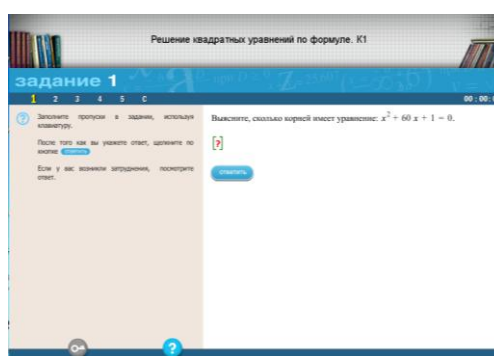 Решение квадратных уравнений по формуле. К1
задание 1
1 2 3 4 5 С
00 : 00 :
Заполните пропуски в задании, используя
клавиатуру.
После того как вы укажете ответ, щелкните по
кнопке ответить
Если у вас возникли затруднения, посмотрите
ответ.
Выясните, сколько корней имеет уравнение: x² + 60 x + 1 = 0.
[?]
ответить
?